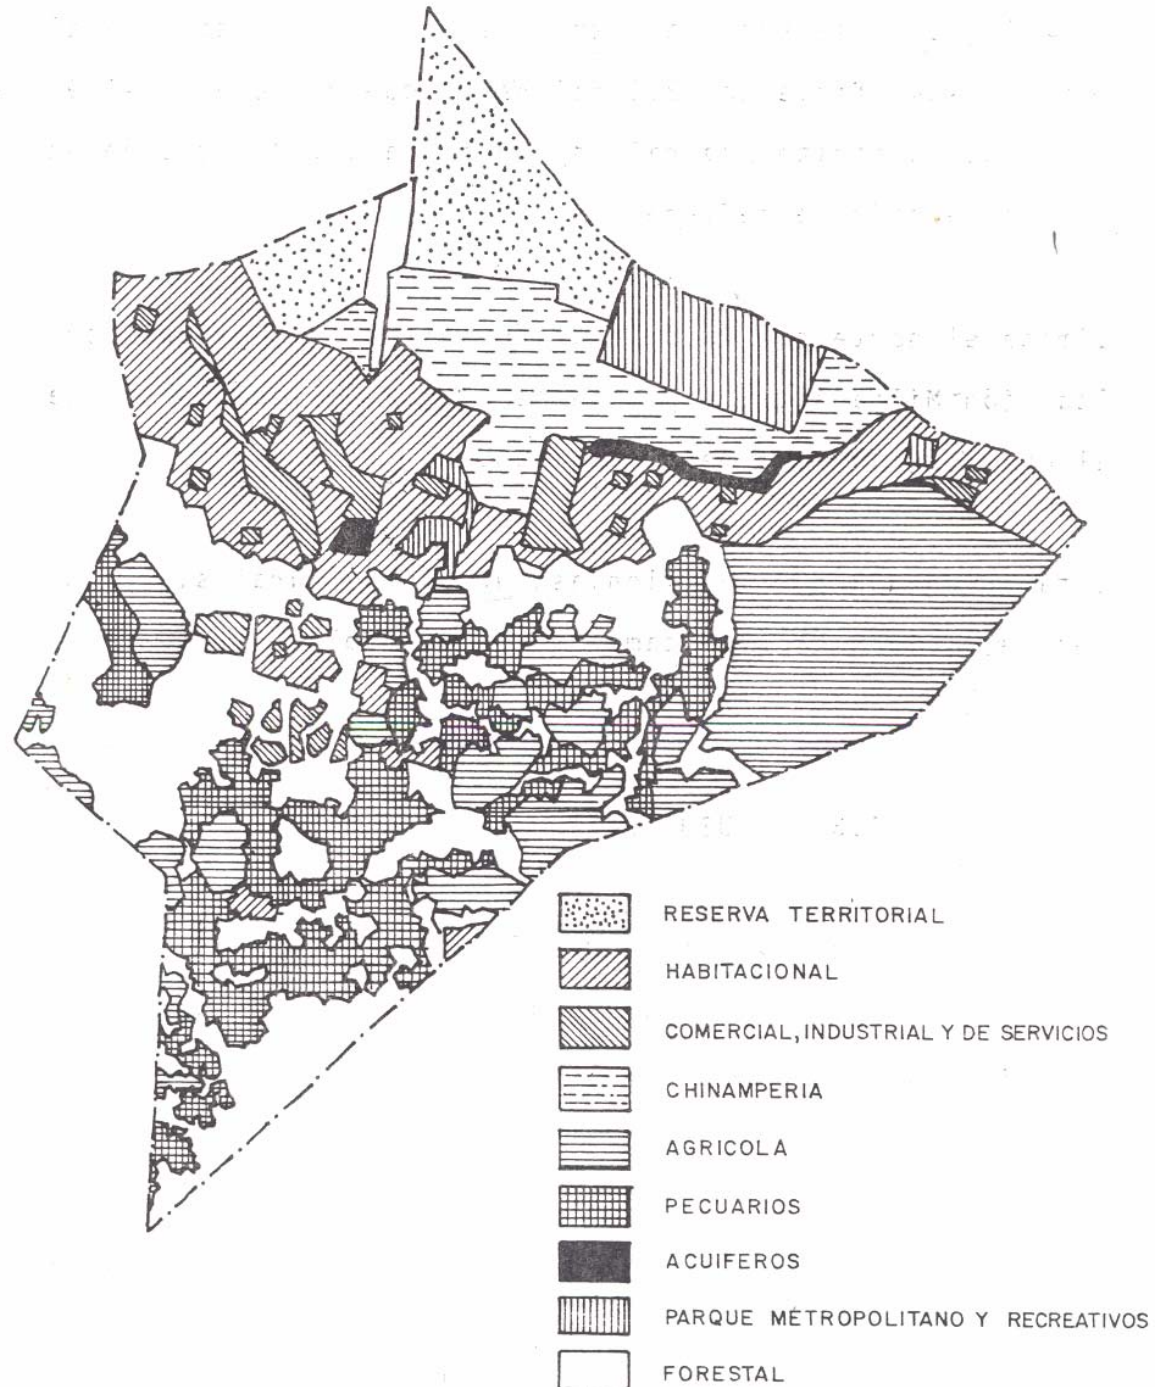 RESERVA TERRITORIAL
HABITACIONAL
COMERCIAL, INDUSTRIAL Y DE SERVICIOS
CHINAMPERIA
AGRICOLA
PECUARIOS
ACUIFEROS
PARQUE METROPOLITANO Y RECREATIVOS
FORESTAL